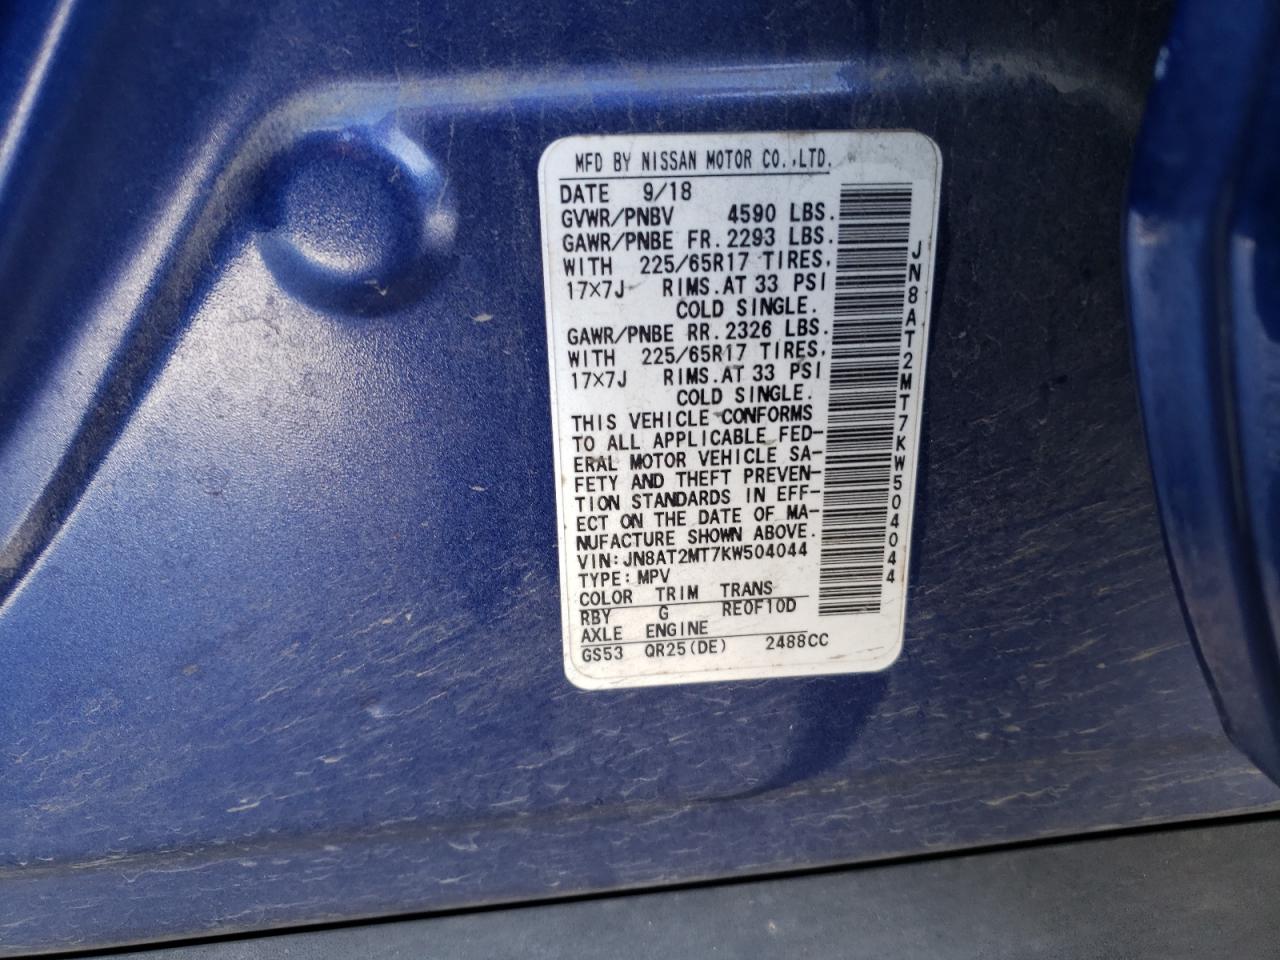 MFD BY NISSAN MOTOR CO.,LTD.
DATE 9/18
GVWR/PNBV 4590 LBS.
GAWR/PNBE FR.2293 LBS.
WITH 225/65R17 TIRES,
17×7J RIMS.AT 33 PSI
COLD SINGLE.
GAWR/PNBE RR.2326 LBS.
WITH 225/65R17 TIRES,
17×7J RIMS.AT 33 PSI
COLD SINGLE.
THIS VEHICLE CONFORMS
TO ALL APPLICABLE FED-
ERAL MOTOR VEHICLE SA-
FETY AND THEFT PREVEN-
TION STANDARDS IN EFF-
ECT ON THE DATE OF MA-
NUFACTURE SHOWN ABOVE.
VIN:JN8AT2MT7KW504044
TYPE:MPV
COLOR TRIM TRANS
RBY G RE0F10D
AXLE ENGINE
GS53 QR25(DE) 2488CC
JN8AT2MT7KW504044